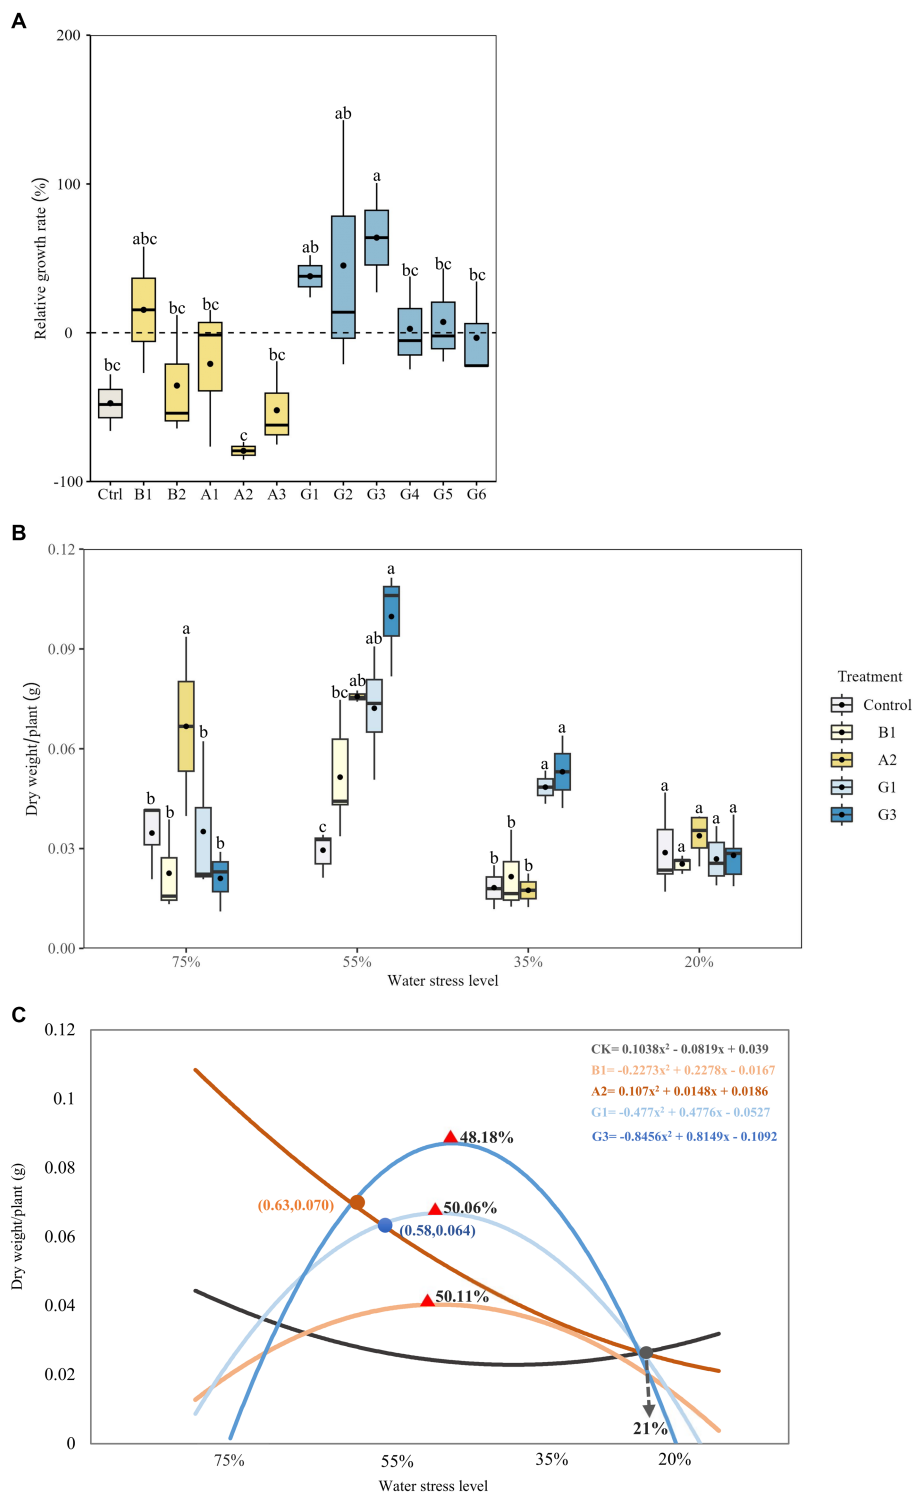 A
200
100
0
-100
Relative growth rate (%)
bc
abc
bc
bc
c
bc
ab
ab
a
bc
bc
bc
Ctrl B1 B2 A1 A2 A3 G1 G2 G3 G4 G5 G6
B
0.12
0.09
0.06
0.03
0.00
Dry weight/plant (g)
b
b
a
b
b
c
bc
ab
ab
a
b
b
b
a
a
a
a
a
a
a
75% 55% 35% 20%
Water stress level
Treatment
Control
B1
A2
G1
G3
C
0.12
0.1
0.08
0.06
0.04
0.02
0
Dry weight/plant (g)
CK= 0.1038x² - 0.0819x + 0.039
B1= -0.2273x² + 0.2278x - 0.0167
A2= 0.107x² + 0.0148x + 0.0186
G1= -0.477x² + 0.4776x - 0.0527
G3= -0.8456x² + 0.8149x - 0.1092
48.18%
(0.63,0.070)
50.06%
(0.58,0.064)
50.11%
21%
75% 55% 35% 20%
Water stress level